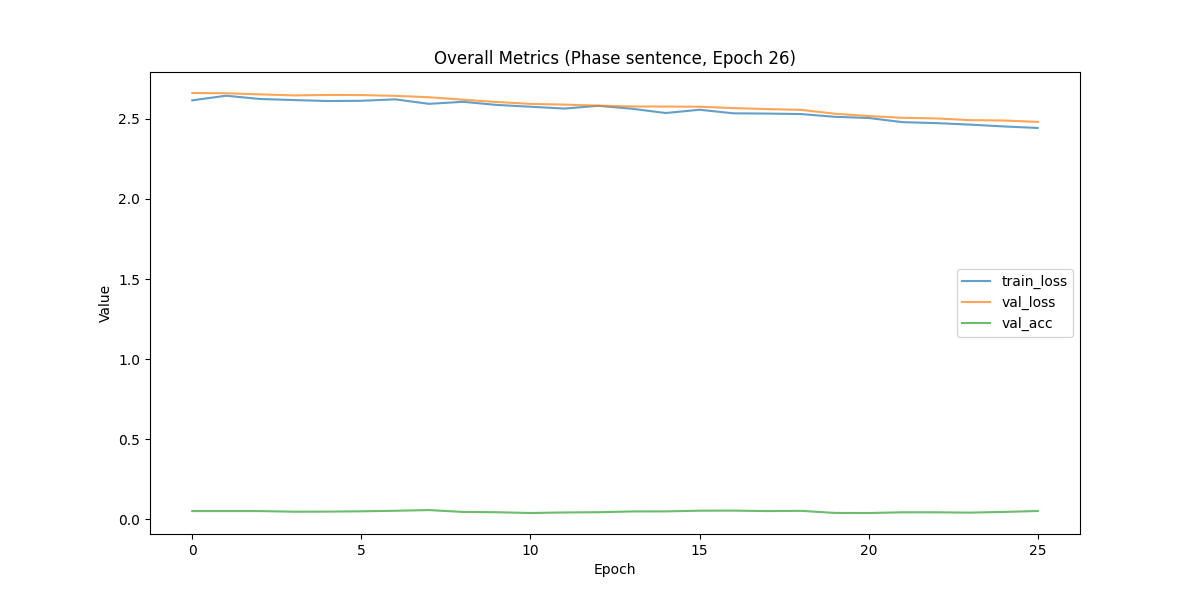 Overall Metrics (Phase sentence, Epoch 26)
2.5
2.0
1.5
1.0
0.5
0.0
Value
train_loss
val_loss
val_acc
0 5 10 15 20 25
Epoch